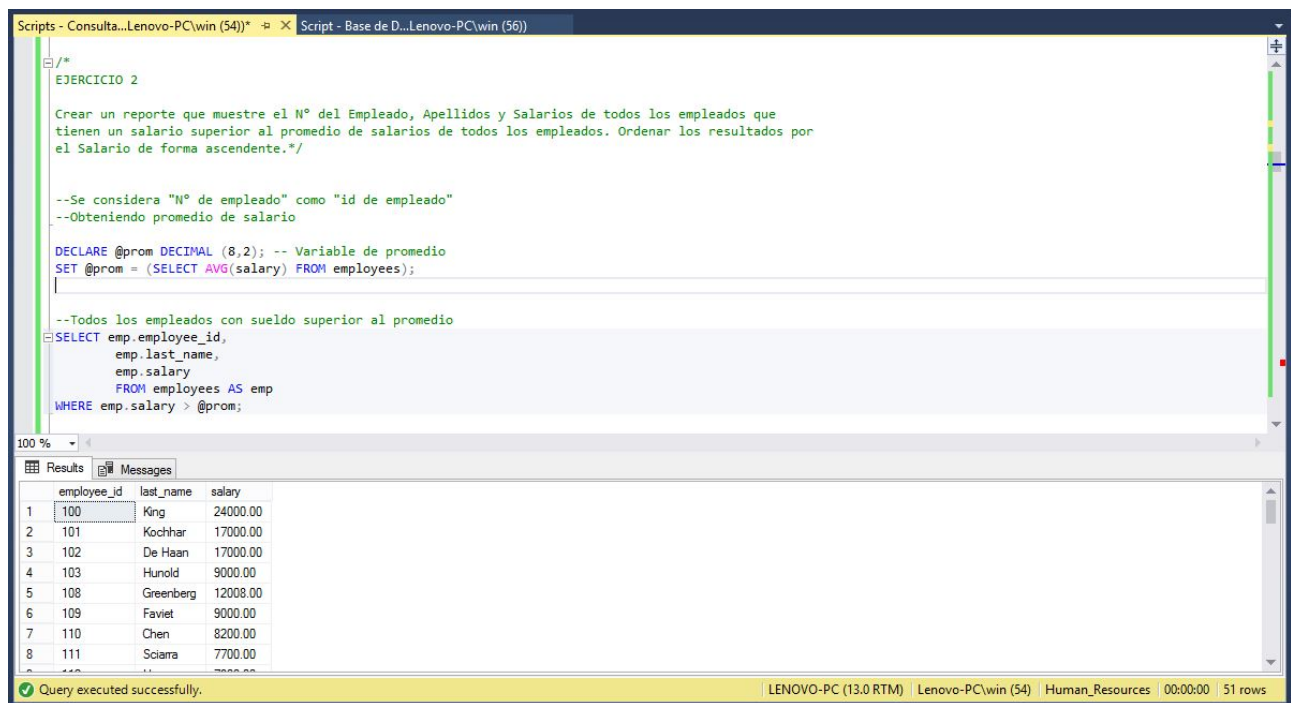 Scripts - Consulta...Lenovo-PC\win (54))* Script - Base de D...Lenovo-PC\win (56))
/*
EJERCICIO 2
Crear un reporte que muestre el N° del Empleado, Apellidos y Salarios de todos los empleados que
tienen un salario superior al promedio de salarios de todos los empleados. Ordenar los resultados por
el Salario de forma ascendente.*/
--Se considera "N° de empleado" como "id de empleado"
--Obteniendo promedio de salario
DECLARE @prom DECIMAL (8,2); -- Variable de promedio
SET @prom = (SELECT AVG(salary) FROM employees);
--Todos los empleados con sueldo superior al promedio
SELECT emp.employee_id,
emp.last_name,
emp.salary
FROM employees AS emp
WHERE emp.salary > @prom;
100 %
Results Messages
employee_id last_name salary
1 100 King 24000.00
2 101 Kochhar 17000.00
3 102 De Haan 17000.00
4 103 Hunold 9000.00
5 108 Greenberg 12008.00
6 109 Faviet 9000.00
7 110 Chen 8200.00
8 111 Sciarra 7700.00
Query executed successfully. LENOVO-PC (13.0 RTM) Lenovo-PC\win (54) Human_Resources 00:00:00 51 rows